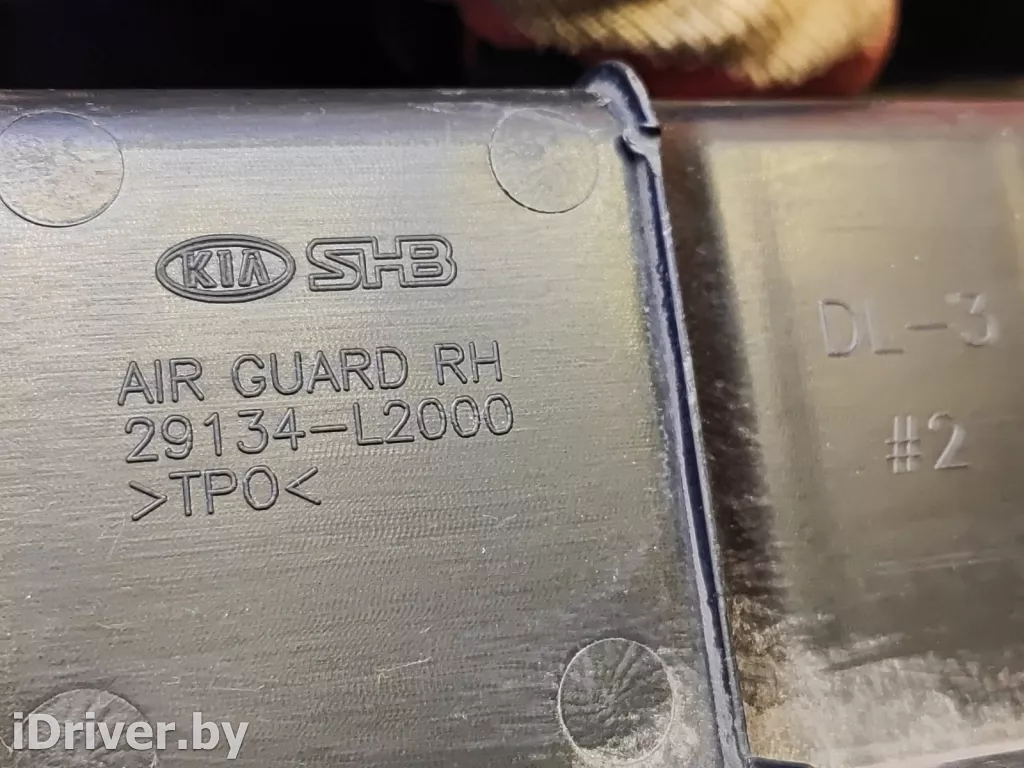 KIA SHB
AIR GUARD RH
29134-L2000
>TPO<
DL-3
#2
iDriver.by